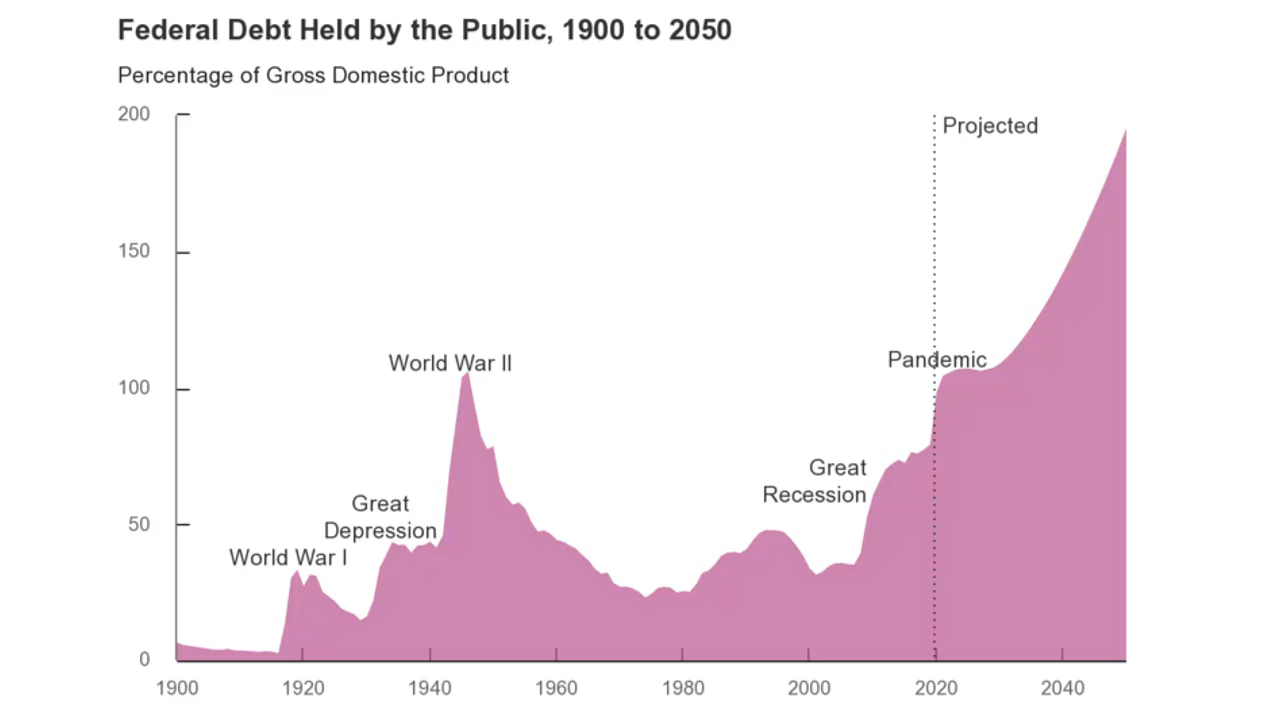 Federal Debt Held by the Public, 1900 to 2050
Percentage of Gross Domestic Product
200
Projected
150
World War II
Pandemic
100
Great
Recession
Great
Depression
50
World War I
0
1900 1920 1940 1960 1980 2000 2020 2040